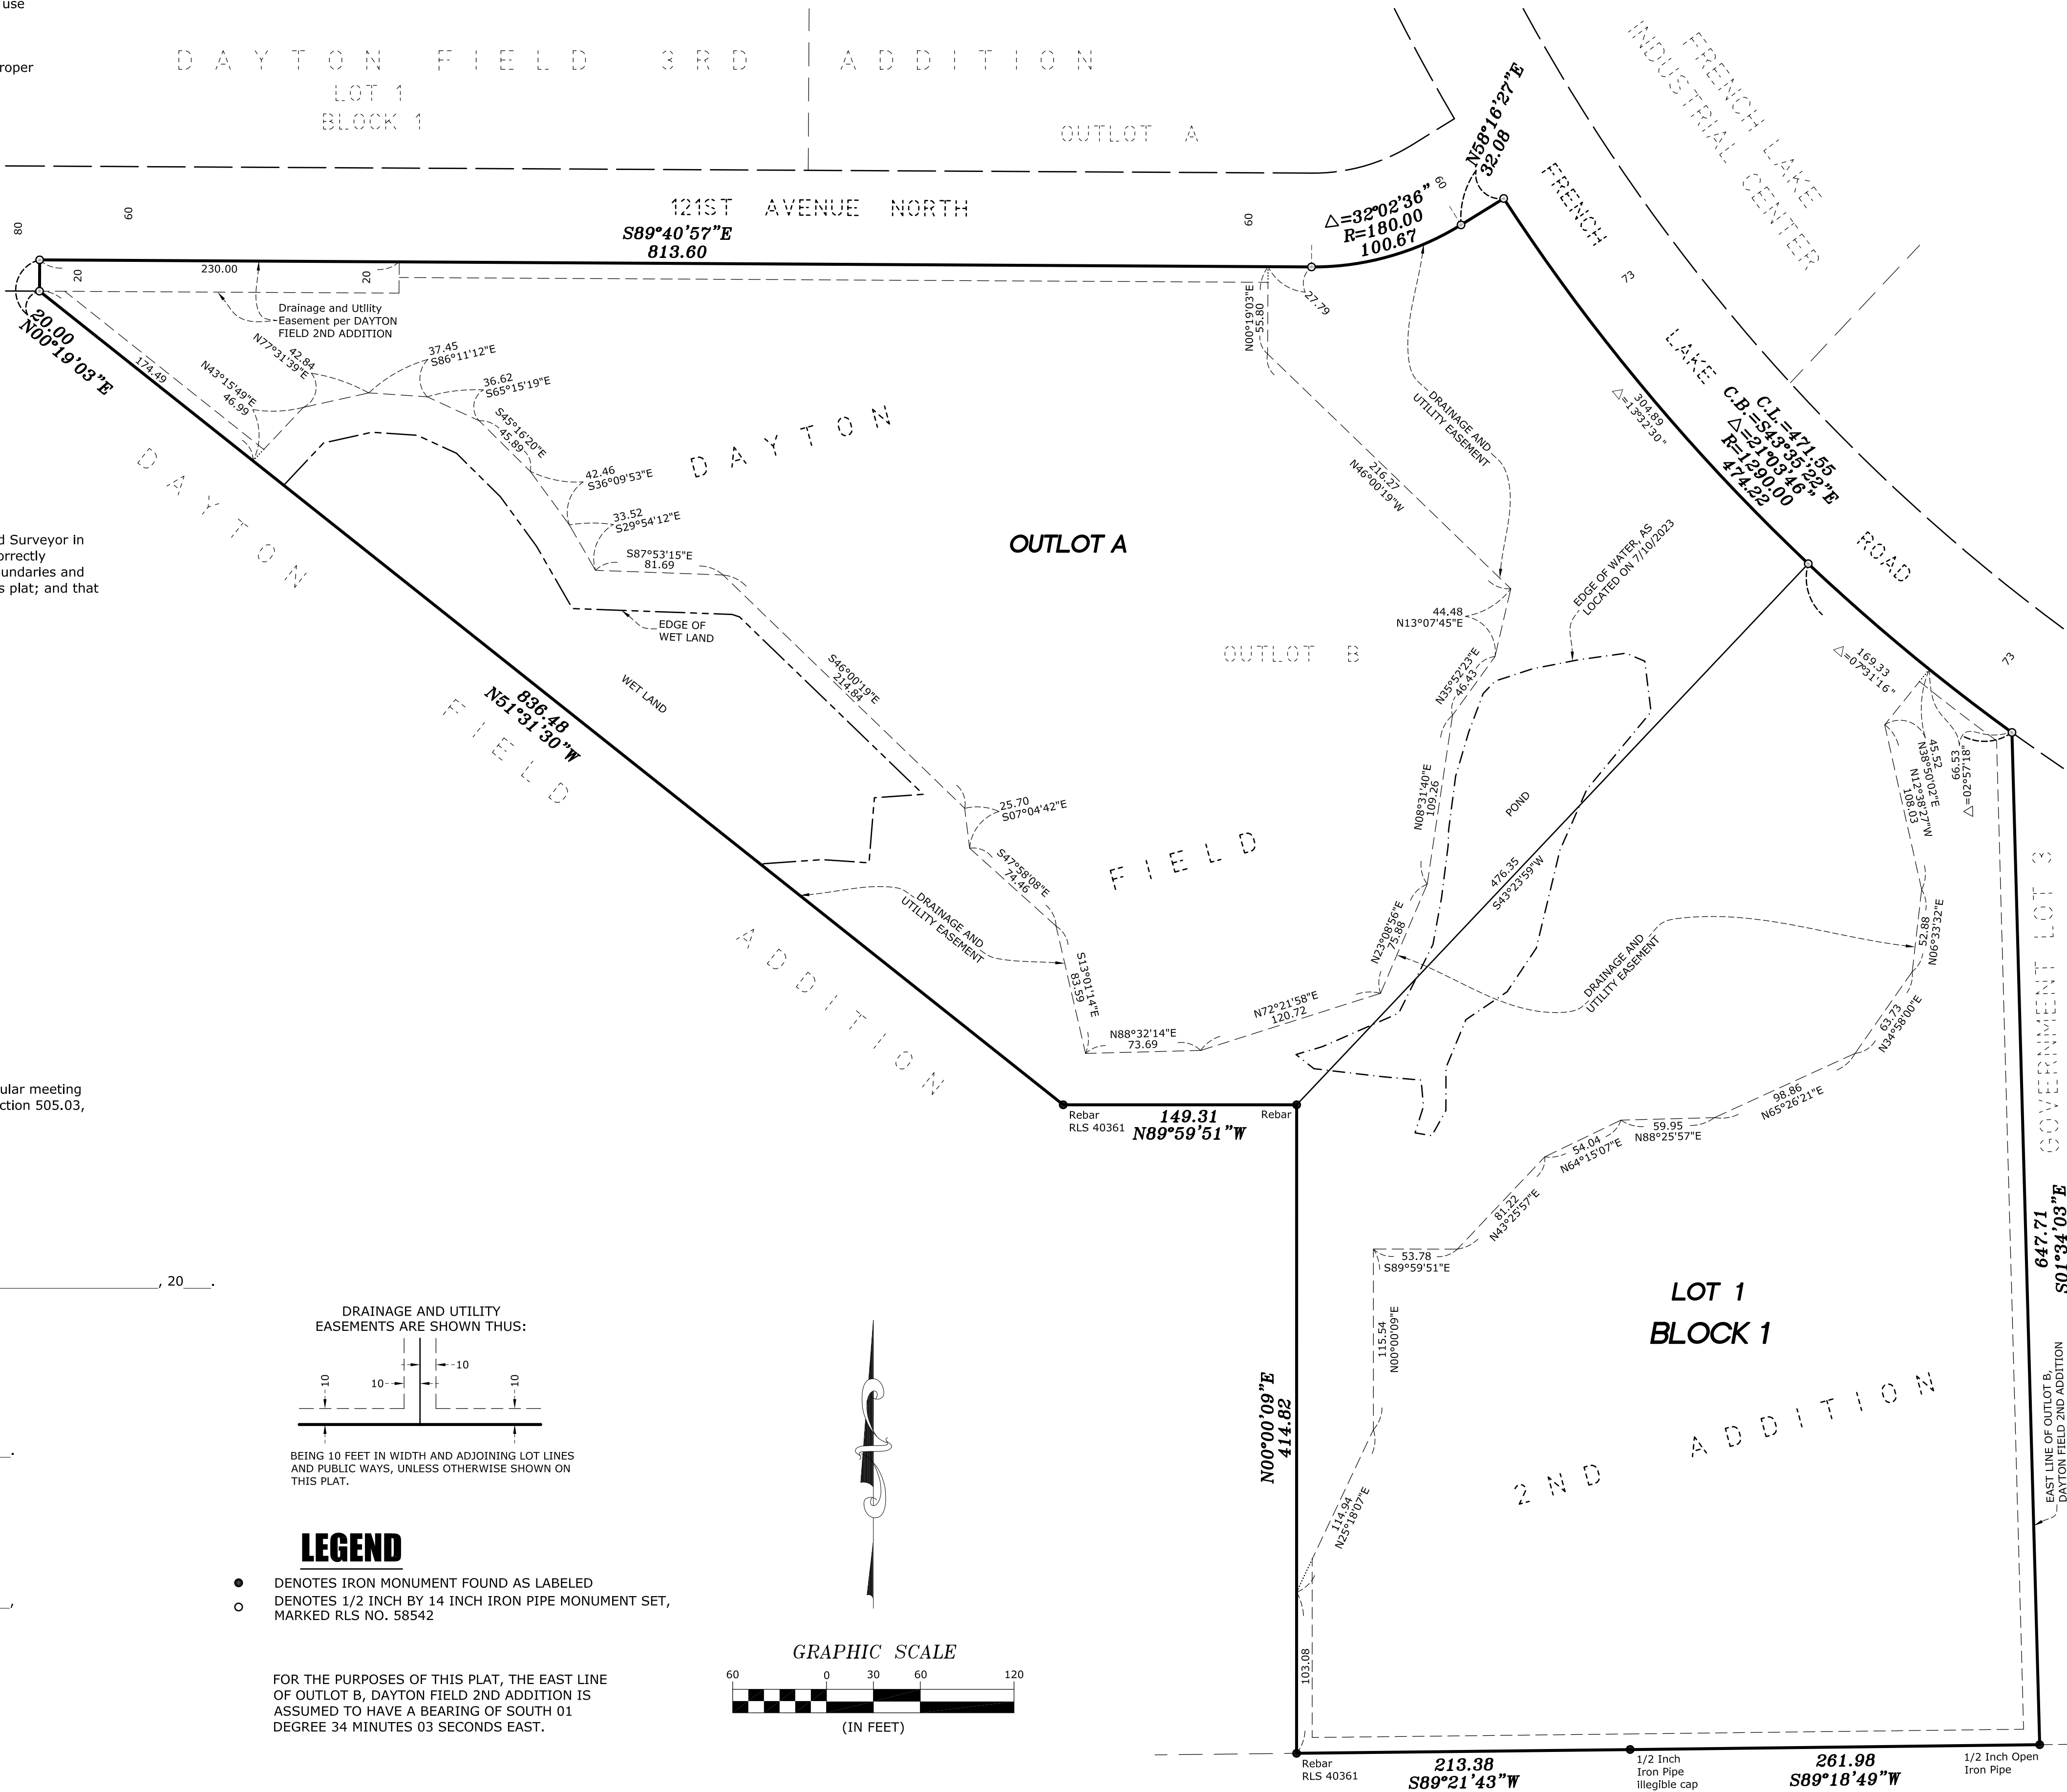 use
roper
DAYTON FIELD 3RD ADDITION
LOT 1
BLOCK 1
OUTLOT A
FRENCH LAKE
INDUSTRIAL CENTER
121ST AVENUE NORTH
80
60
60
60
S89°40'57"E
813.60
△=32°02'36"
R=180.00
100.67
N58°16'27"E
32.08
FRENCH
LAKE
ROAD
73
73
20
230.00
20
Drainage and Utility
Easement per DAYTON
FIELD 2ND ADDITION
20.00
N00°19'03"E
174.49
N43°15'49"E
46.99
42.84
N77°31'39"E
37.45
S86°11'12"E
36.62
S65°15'19"E
S45°16'20"E
45.89
42.46
S36°09'53"E
33.52
S29°54'12"E
S87°53'15"E
81.69
N00°19'03"E
55.80
27.79
DRAINAGE AND
UTILITY EASEMENT
216.27
N46°00'19"W
304.89
△=13°32'30"
C.L.=471.55
C.B.=S43°35'22"E
△=21°03'46"
R=1290.00
474.22
DAYTON
OUTLOT A
DAYTON
FIELD
ADDITION
d Surveyor in
orrectly
undaries and
s plat; and that
EDGE OF
WET LAND
WET LAND
836.48
N51°31'30"W
S46°00'19"E
214.84
44.48
N13°07'45"E
EDGE OF WATER, AS
LOCATED ON 7/10/2023
OUTLOT B
N35°52'23"E
46.43
169.33
△=07°31'16"
45.52
N38°50'02"E
66.53
△=02°57'18"
N12°38'27"W
108.03
25.70
S07°04'42"E
S47°58'08"E
74.46
FIELD
N08°31'40"E
109.26
POND
476.35
S43°23'59"W
DRAINAGE AND
UTILITY EASEMENT
S13°01'14"E
83.59
N23°08'56"E
75.88
DRAINAGE AND
UTILITY EASEMENT
52.88
N06°33'32"E
GOVERNMENT LOT 3
N88°32'14"E
73.69
N72°21'58"E
120.72
63.73
N34°58'00"E
98.86
N65°26'21"E
59.95
N88°25'57"E
54.04
N64°15'07"E
81.22
N43°25'57"E
53.78
S89°59'51"E
ular meeting
ction 505.03,
Rebar
RLS 40361
149.31
N89°59'51"W
Rebar
647.71
S01°34'03"E
115.54
N00°00'09"E
LOT 1
BLOCK 1
N00°00'09"E
414.82
114.94
N25°18'07"E
2ND ADDITION
EAST LINE OF OUTLOT B,
DAYTON FIELD 2ND ADDITION
103.08
, 20____.
DRAINAGE AND UTILITY
EASEMENTS ARE SHOWN THUS:
10
10
10
10
BEING 10 FEET IN WIDTH AND ADJOINING LOT LINES
AND PUBLIC WAYS, UNLESS OTHERWISE SHOWN ON
THIS PLAT.
LEGEND
DENOTES IRON MONUMENT FOUND AS LABELED
DENOTES 1/2 INCH BY 14 INCH IRON PIPE MONUMENT SET,
MARKED RLS NO. 58542
FOR THE PURPOSES OF THIS PLAT, THE EAST LINE
OF OUTLOT B, DAYTON FIELD 2ND ADDITION IS
ASSUMED TO HAVE A BEARING OF SOUTH 01
DEGREE 34 MINUTES 03 SECONDS EAST.
GRAPHIC SCALE
60 0 30 60 120
(IN FEET)
Rebar
RLS 40361
213.38
S89°21'43"W
1/2 Inch
Iron Pipe
illegible cap
261.98
S89°18'49"W
1/2 Inch Open
Iron Pipe